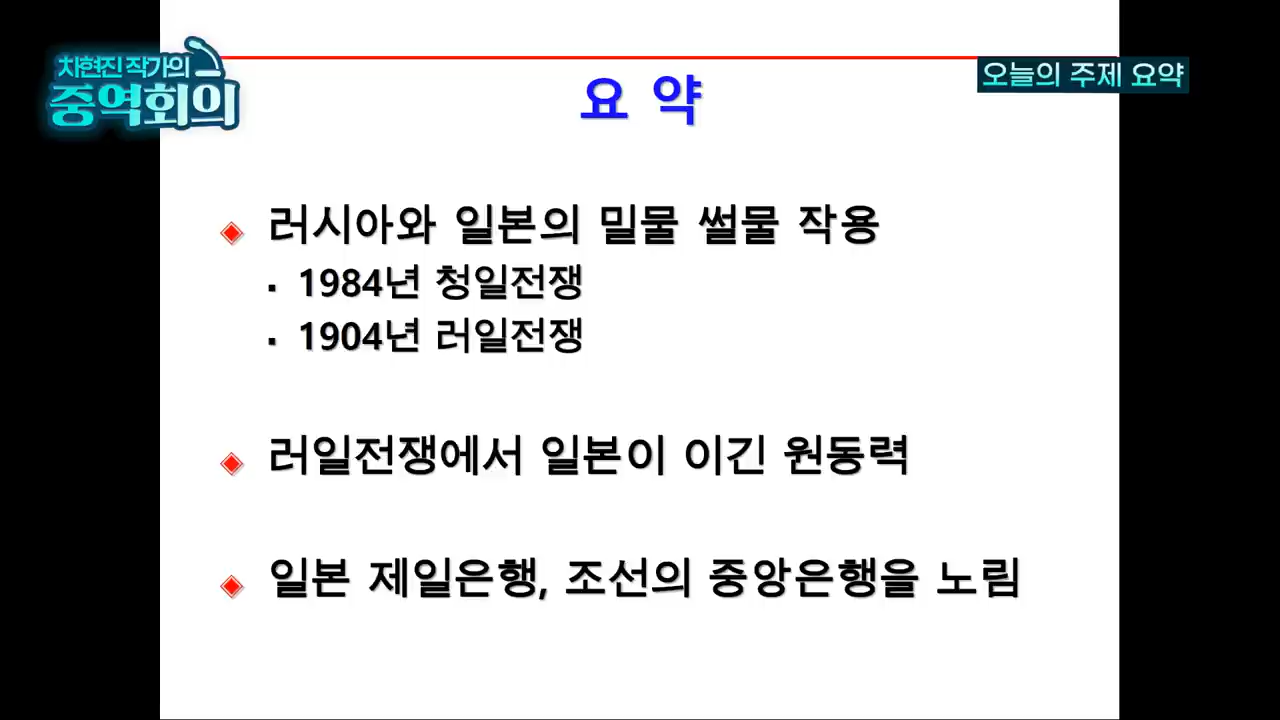 차현진 작가의
중역회의
오늘의 주제 요약
요 약
러시아와 일본의 밀물 썰물 작용
1984년 청일전쟁
1904년 러일전쟁
러일전쟁에서 일본이 이긴 원동력
일본 제일은행, 조선의 중앙은행을 노림